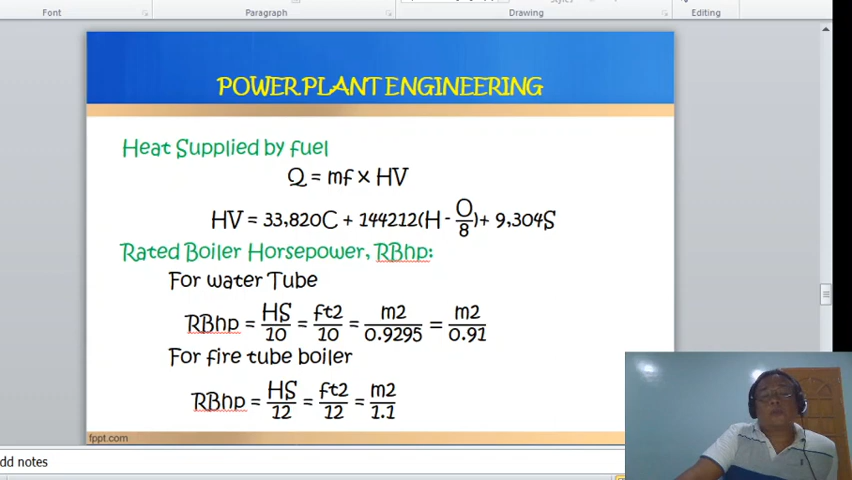 Font
Paragraph
Drawing
Editing
POWER PLANT ENGINEERING
Heat Supplied by fuel
Q = mf x HV
HV = 33,820C + 144212(H - O/8)+ 9,304S
Rated Boiler Horsepower, RBhp:
For water Tube
RBhp = HS/10 = ft2/10 = m2/0.9295 = m2/0.91
For fire tube boiler
RBhp = HS/12 = ft2/12 = m2/1.1
fppt.com
dd notes